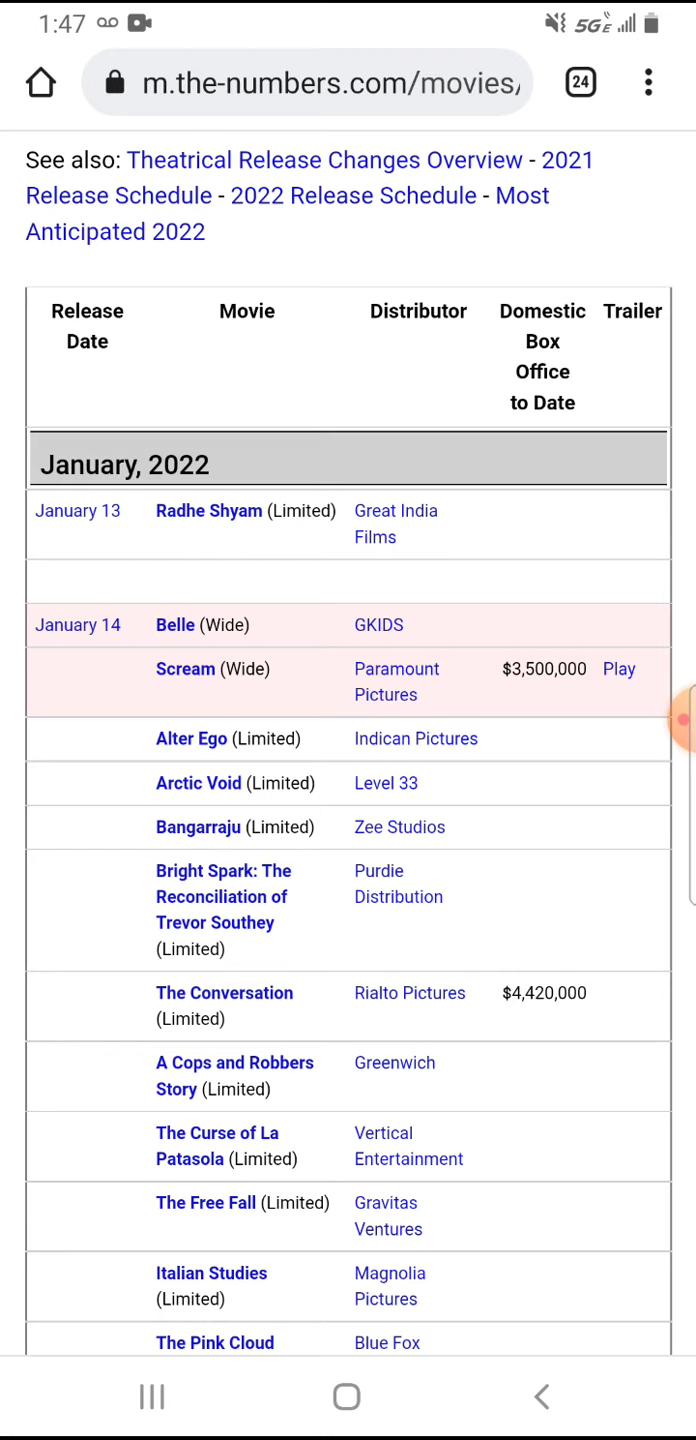 1:47
5GE
m.the-numbers.com/movies/
24
See also: Theatrical Release Changes Overview - 2021
Release Schedule - 2022 Release Schedule - Most
Anticipated 2022
Release Date Movie Distributor Domestic Box Office to Date Trailer
January, 2022
January 13 Radhe Shyam (Limited) Great India
Films
January 14 Belle (Wide) GKIDS
Scream (Wide) Paramount $3,500,000 Play
Pictures
Alter Ego (Limited) Indican Pictures
Arctic Void (Limited) Level 33
Bangarraju (Limited) Zee Studios
Bright Spark: The Purdie
Reconciliation of Distribution
Trevor Southey
(Limited)
The Conversation Rialto Pictures $4,420,000
(Limited)
A Cops and Robbers Greenwich
Story (Limited)
The Curse of La Vertical
Patasola (Limited) Entertainment
The Free Fall (Limited) Gravitas
Ventures
Italian Studies Magnolia
(Limited) Pictures
The Pink Cloud Blue Fox